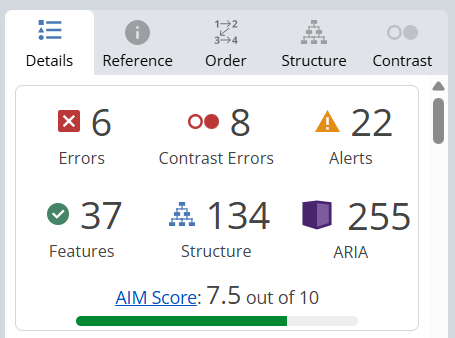 1→2
3→4
Details Reference Order Structure Contrast
6 8 22
Errors Contrast Errors Alerts
37 134 255
Features Structure ARIA
AIM Score: 7.5 out of 10